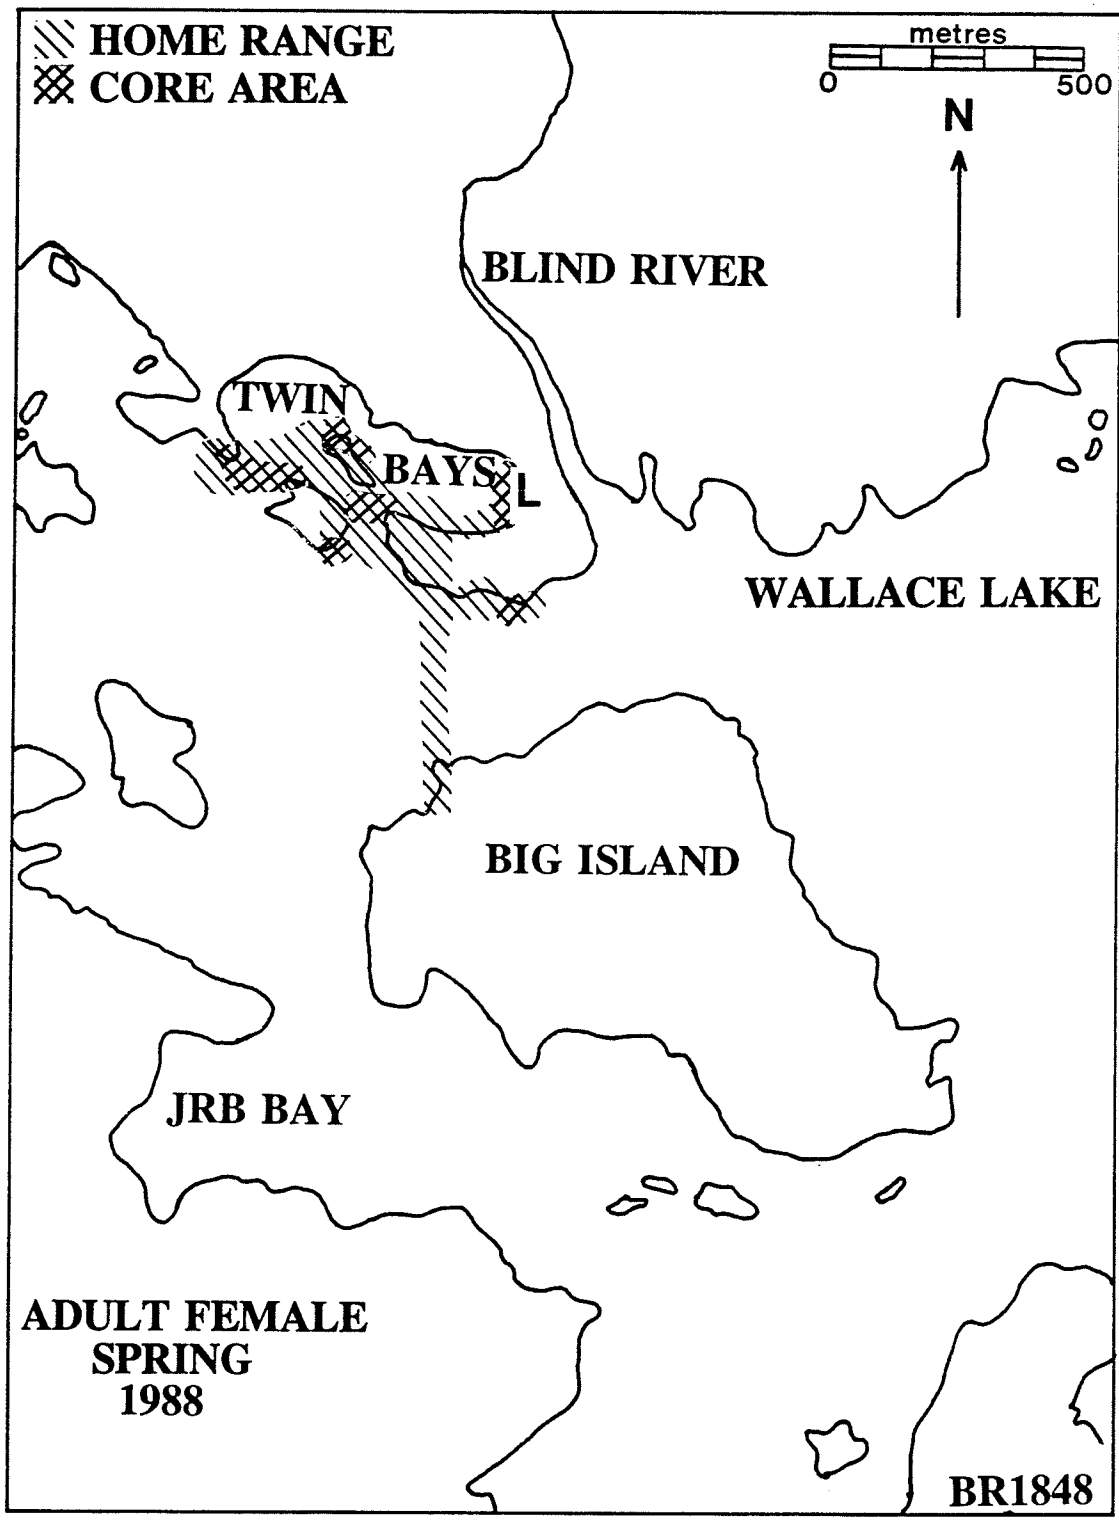 HOME RANGE
CORE AREA
metres
0 500
N
BLIND RIVER
TWIN
BAYS
L
WALLACE LAKE
BIG ISLAND
JRB BAY
ADULT FEMALE
SPRING
1988
BR1848